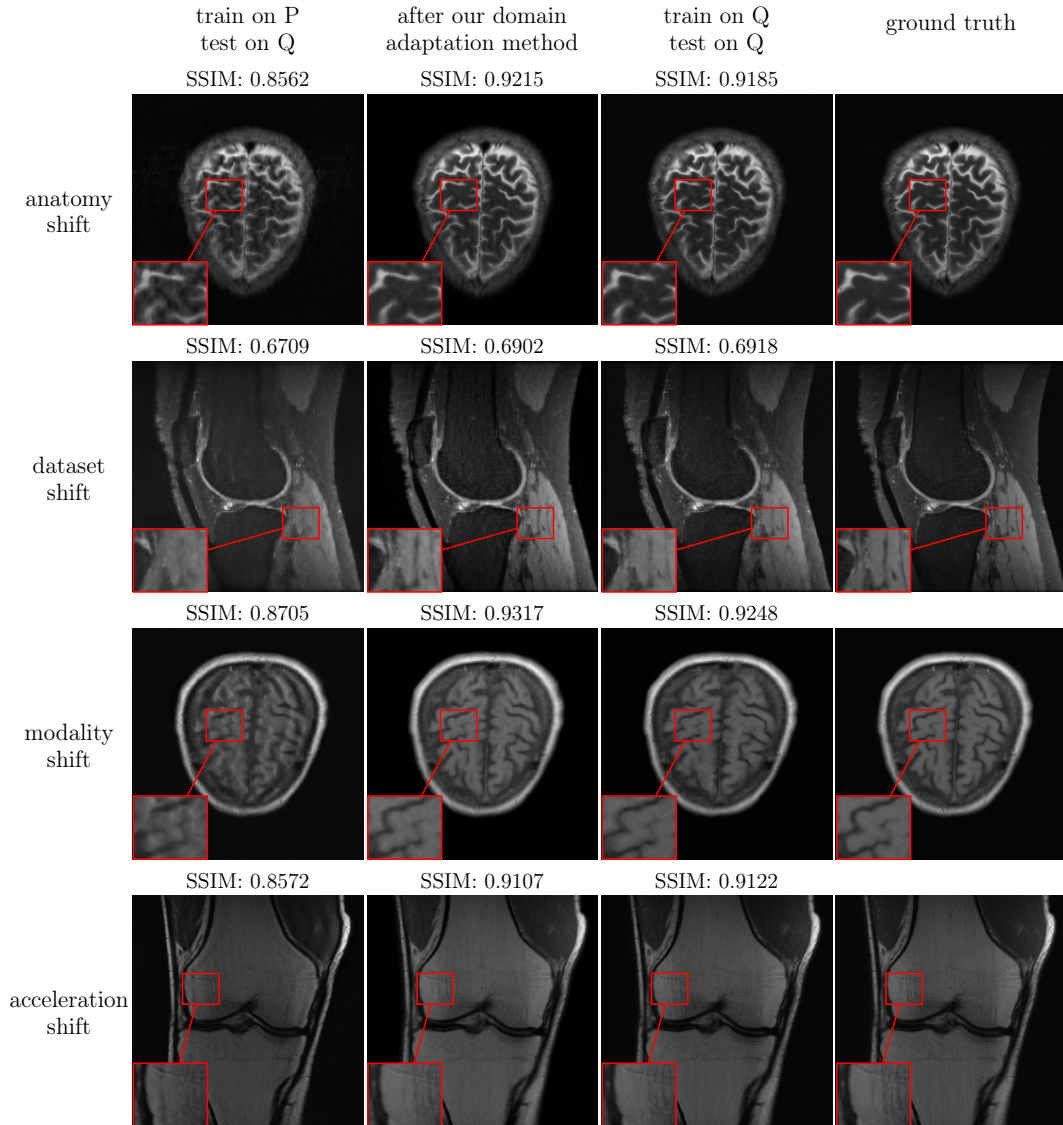 train on P
test on Q
after our domain
adaptation method
train on Q
test on Q
ground truth
SSIM: 0.8562
SSIM: 0.9215
SSIM: 0.9185
anatomy
shift
SSIM: 0.6709
SSIM: 0.6902
SSIM: 0.6918
dataset
shift
SSIM: 0.8705
SSIM: 0.9317
SSIM: 0.9248
modality
shift
SSIM: 0.8572
SSIM: 0.9107
SSIM: 0.9122
acceleration
shift